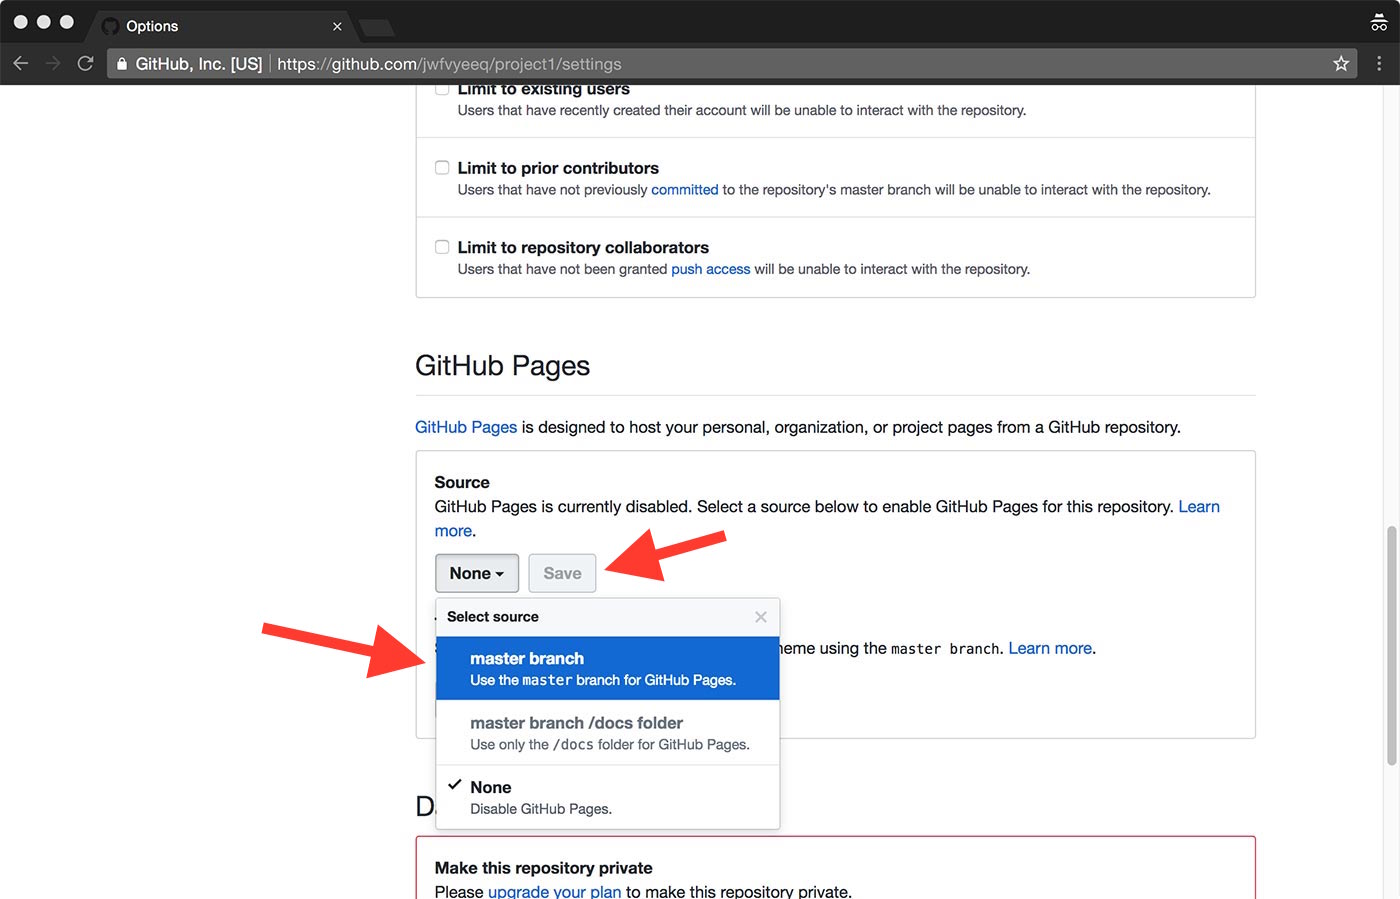 Options
GitHub, Inc. [US] https://github.com/jwfvyeeq/project1/settings
Limit to existing users
Users that have recently created their account will be unable to interact with the repository.
Limit to prior contributors
Users that have not previously committed to the repository's master branch will be unable to interact with the repository.
Limit to repository collaborators
Users that have not been granted push access will be unable to interact with the repository.
GitHub Pages
GitHub Pages is designed to host your personal, organization, or project pages from a GitHub repository.
Source
GitHub Pages is currently disabled. Select a source below to enable GitHub Pages for this repository. Learn
more.
None Save
Select source
master branch
using the master branch. Learn more.
Use the master branch for GitHub Pages.
master branch /docs folder
Use only the /docs folder for GitHub Pages.
None
Disable GitHub Pages.
Make this repository private
Please upgrade your plan to make this repository private.